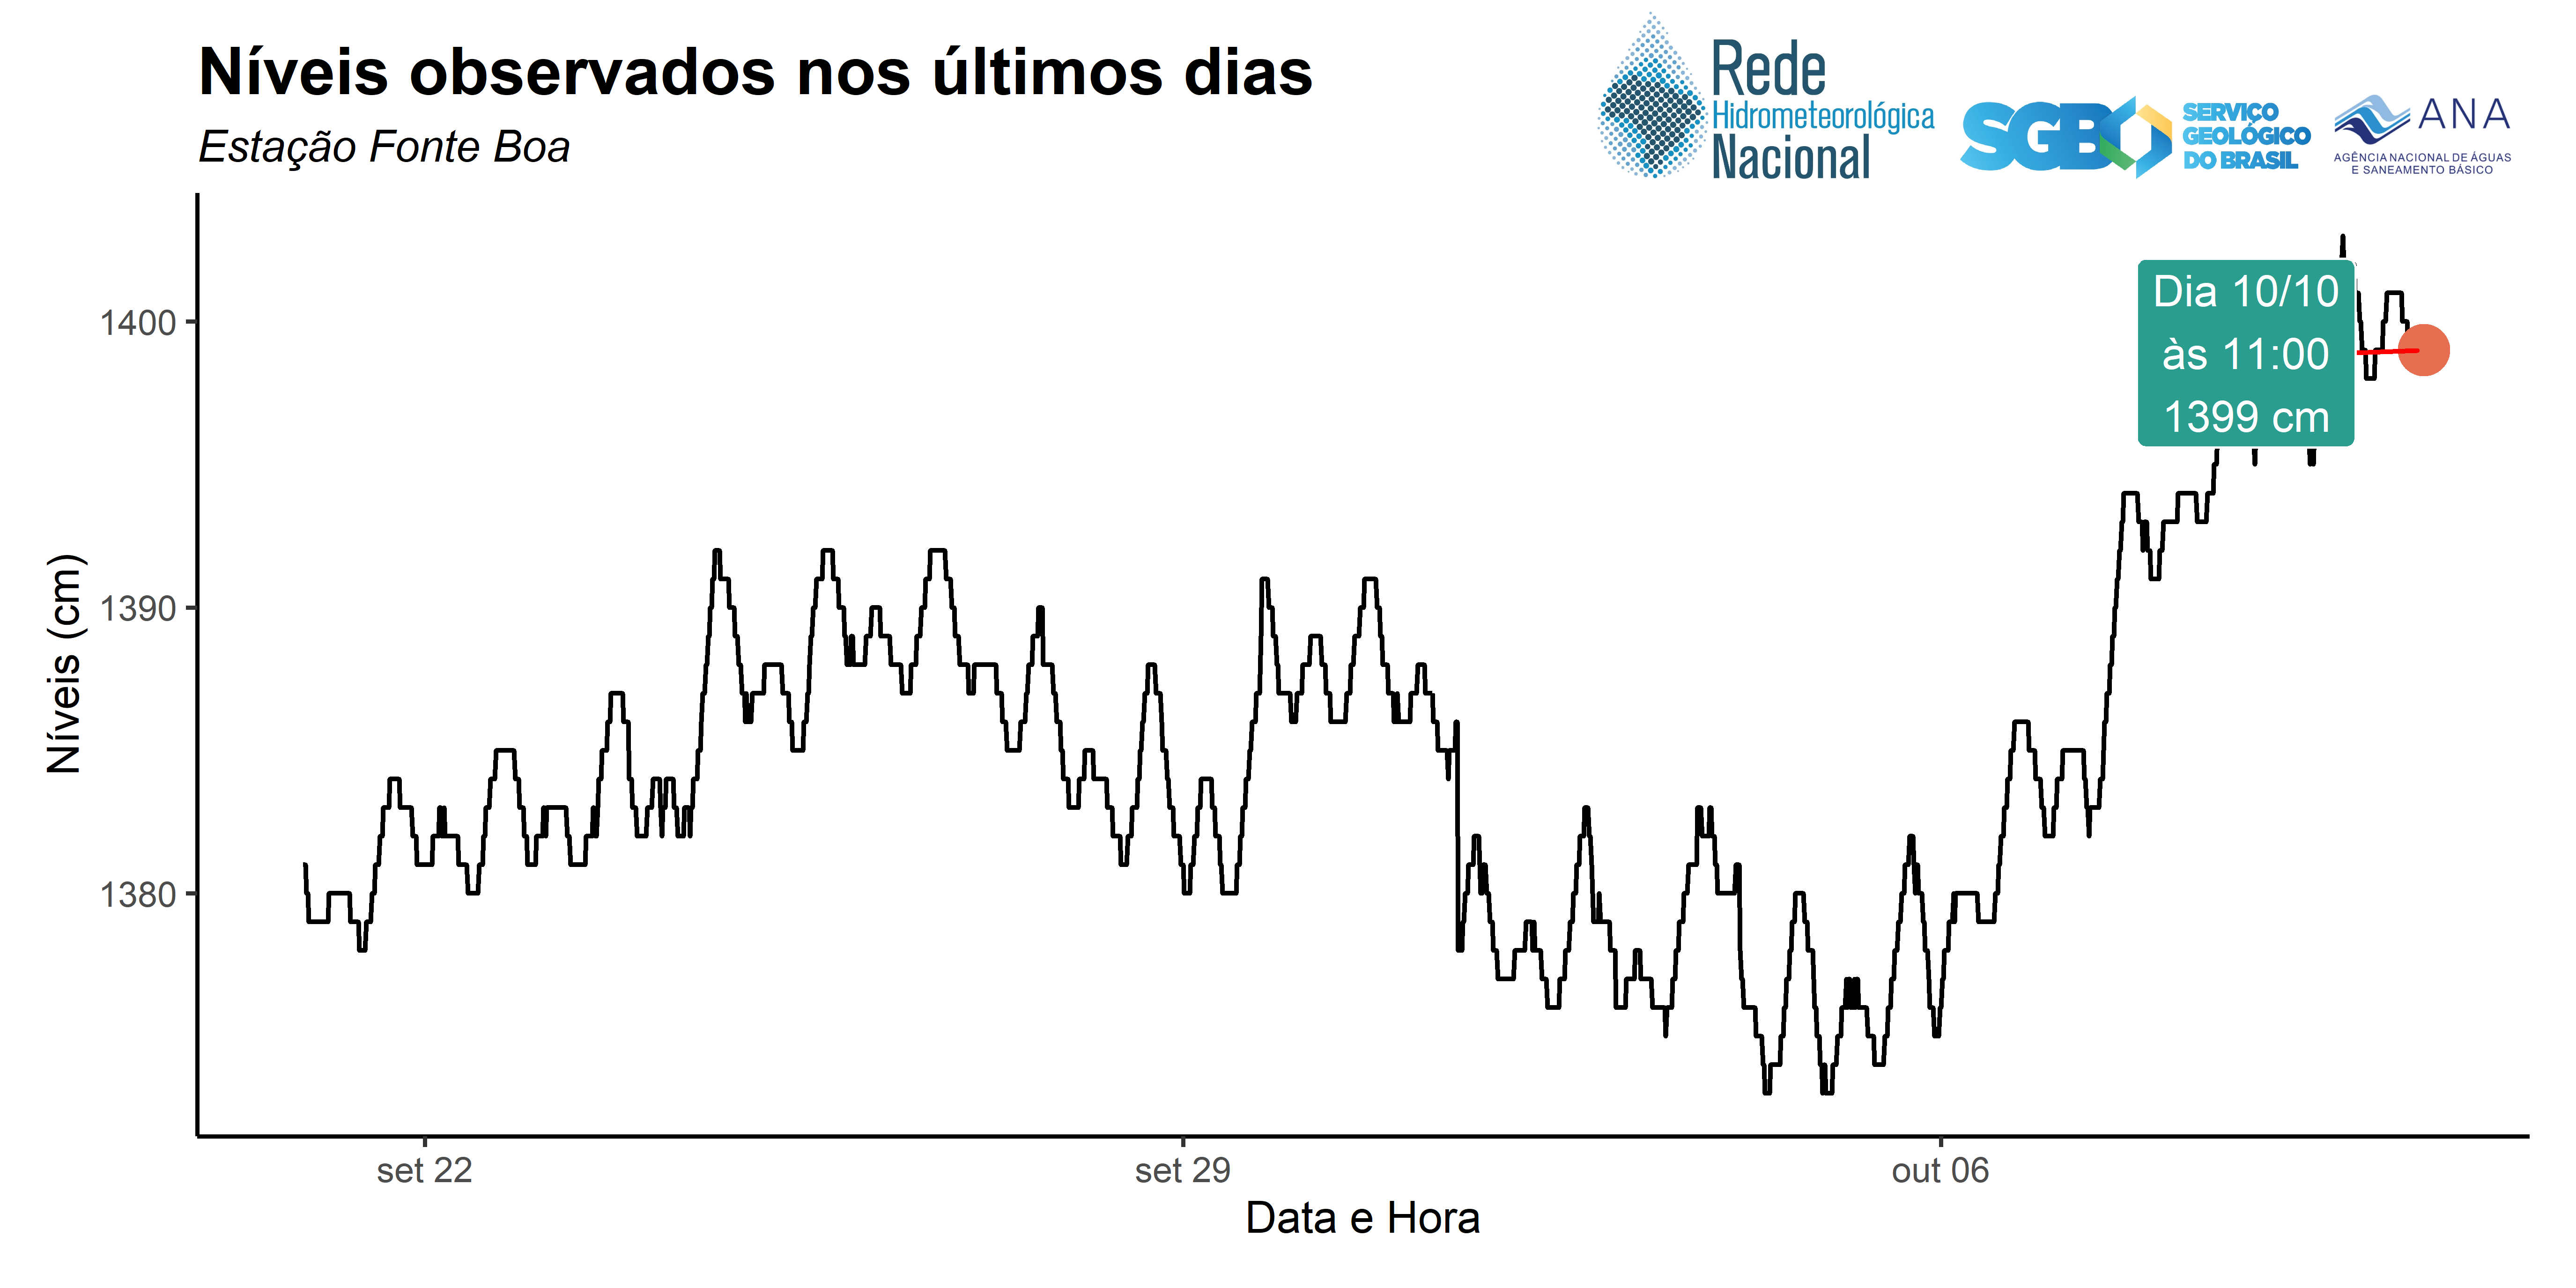 Níveis observados nos últimos dias
Estação Fonte Boa
Rede
Hidrometeorológica
Nacional
SGB
SERVIÇO
GEOLÓGICO
DO BRASIL
ANA
AGÊNCIA NACIONAL DE ÁGUAS
E SANEAMENTO BÁSICO
Dia 10/10
às 11:00
1399 cm
Níveis (cm)
1400
1390
1380
set 22
set 29
out 06
Data e Hora